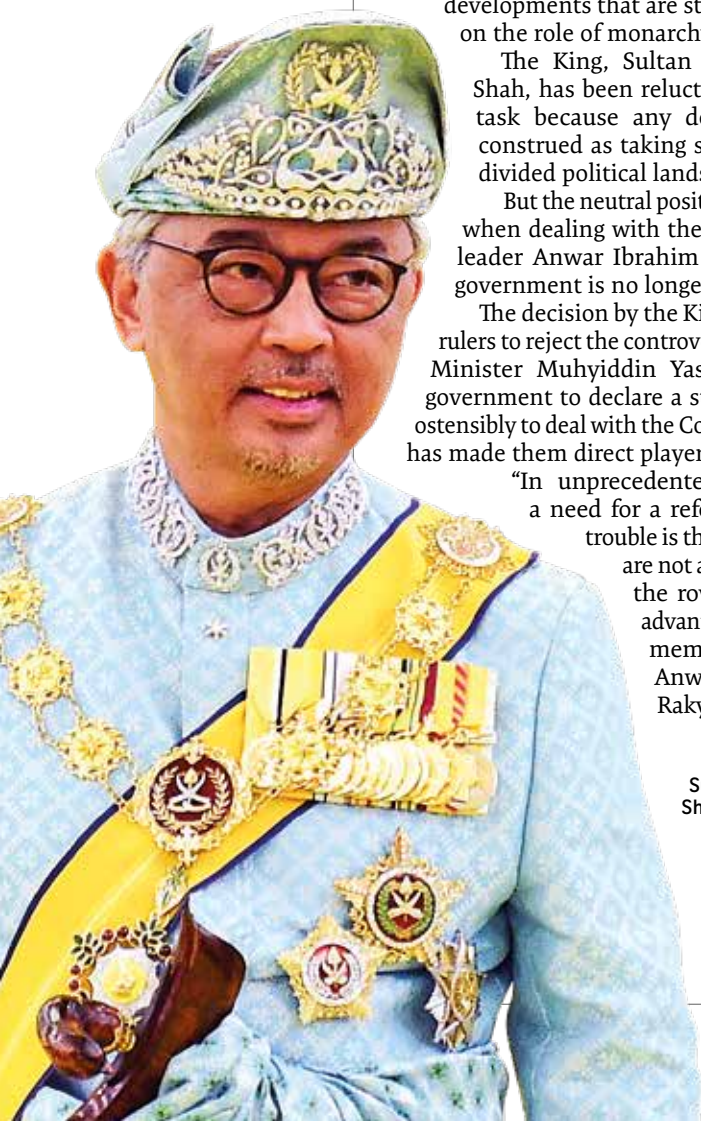 developments that are st
on the role of monarch
The King, Sultan
Shah, has been reluct
task because any de
construed as taking s
divided political lands
But the neutral posit
when dealing with the
leader Anwar Ibrahim
government is no longe
The decision by the Ki
rulers to reject the controv
Minister Muhyiddin Yas
government to declare a st
ostensibly to deal with the Co
has made them direct player
“In unprecedente
a need for a refe
trouble is th
are not a
the roy
advan
mem
Anw
Raky
S
Sh